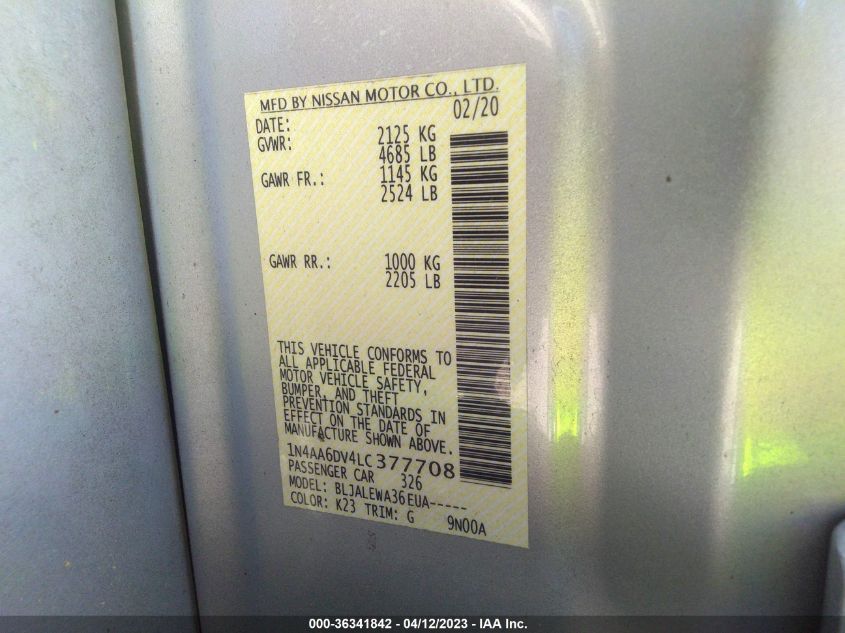 MFD BY NISSAN MOTOR CO., LTD.
DATE: 02/20
GVWR: 2125 KG
4685 LB
GAWR FR.: 1145 KG
2524 LB
GAWR RR.: 1000 KG
2205 LB
THIS VEHICLE CONFORMS TO
ALL APPLICABLE FEDERAL
MOTOR VEHICLE SAFETY,
BUMPER, AND THEFT
PREVENTION STANDARDS IN
EFFECT ON THE DATE OF
MANUFACTURE SHOWN ABOVE.
1N4AA6DV4LC377708
PASSENGER CAR 326
MODEL: BLJALEWA36EUA-----
COLOR: K23 TRIM: G 9N00A
000-36341842 - 04/12/2023 - IAA Inc.